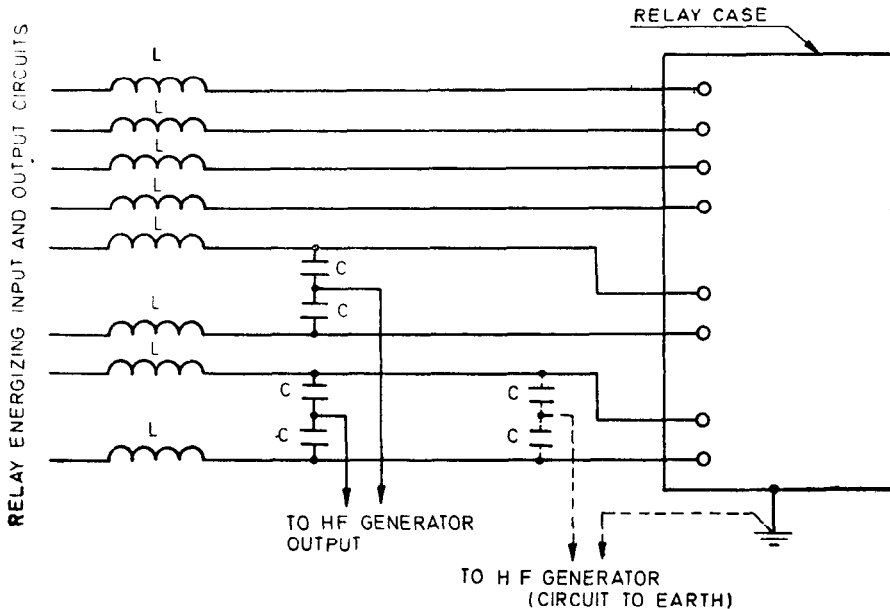 RELAY CASE
RELAY ENERGIZING INPUT AND OUTPUT CIRCUITS
L
L
L
L
L
C
C
L
L
C
C
C
C
L
TO HF GENERATOR
OUTPUT
TO H F GENERATOR
(CIRCUIT TO EARTH)